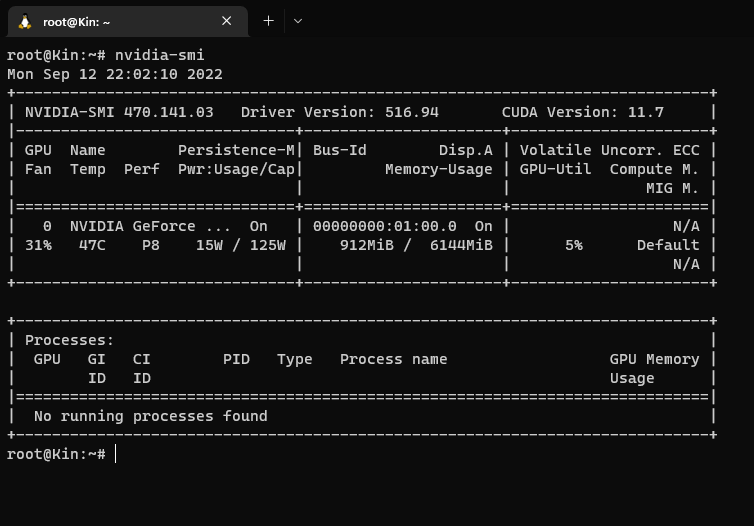 root@Kin: ~
root@Kin:~# nvidia-smi
Mon Sep 12 22:02:10 2022
+-----------------------------------------------------------------------------+
| NVIDIA-SMI 470.141.03   Driver Version: 516.94       CUDA Version: 11.7     |
|-------------------------------+----------------------+----------------------+
| GPU  Name        Persistence-M| Bus-Id        Disp.A | Volatile Uncorr. ECC |
| Fan  Temp  Perf  Pwr:Usage/Cap|         Memory-Usage | GPU-Util  Compute M. |
|                               |                      |               MIG M. |
|===============================+======================+======================|
|   0  NVIDIA GeForce ...  On   | 00000000:01:00.0  On |                  N/A |
| 31%   47C    P8    15W / 125W |    912MiB /  6144MiB |      5%      Default |
|                               |                      |                  N/A |
+-------------------------------+----------------------+----------------------+
+-----------------------------------------------------------------------------+
| Processes:                                                                  |
|  GPU   GI   CI        PID   Type   Process name                  GPU Memory |
|        ID   ID                                                   Usage      |
|=============================================================================|
|  No running processes found                                                 |
+-----------------------------------------------------------------------------+
root@Kin:~#